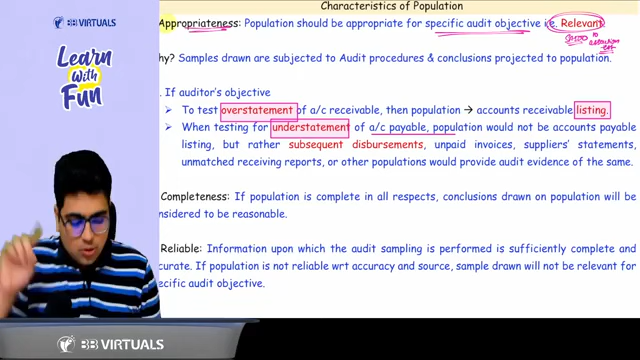 BB VIRTUALS
Learn
With
Fun
Characteristics of Population
Appropriateness: Population should be appropriate for specific audit objective i.e. Relevant
to
hy? Samples drawn are subjected to Audit procedures & conclusions projected to population.
. If auditor's objective
➢ To test overstatement of a/c receivable, then population → accounts receivable listing.
➢ When testing for understatement of a/c payable, population would not be accounts payable
listing, but rather subsequent disbursements, unpaid invoices, suppliers' statements,
unmatched receiving reports, or other populations would provide audit evidence of the same.
Completeness: If population is complete in all respects, conclusions drawn on population will be
nsidered to be reasonable.
Reliable: Information upon which the audit sampling is performed is sufficiently complete and
curate. If population is not reliable wrt accuracy and source, sample drawn will not be relevant for
ecific audit objective.
BB VIRTUALS